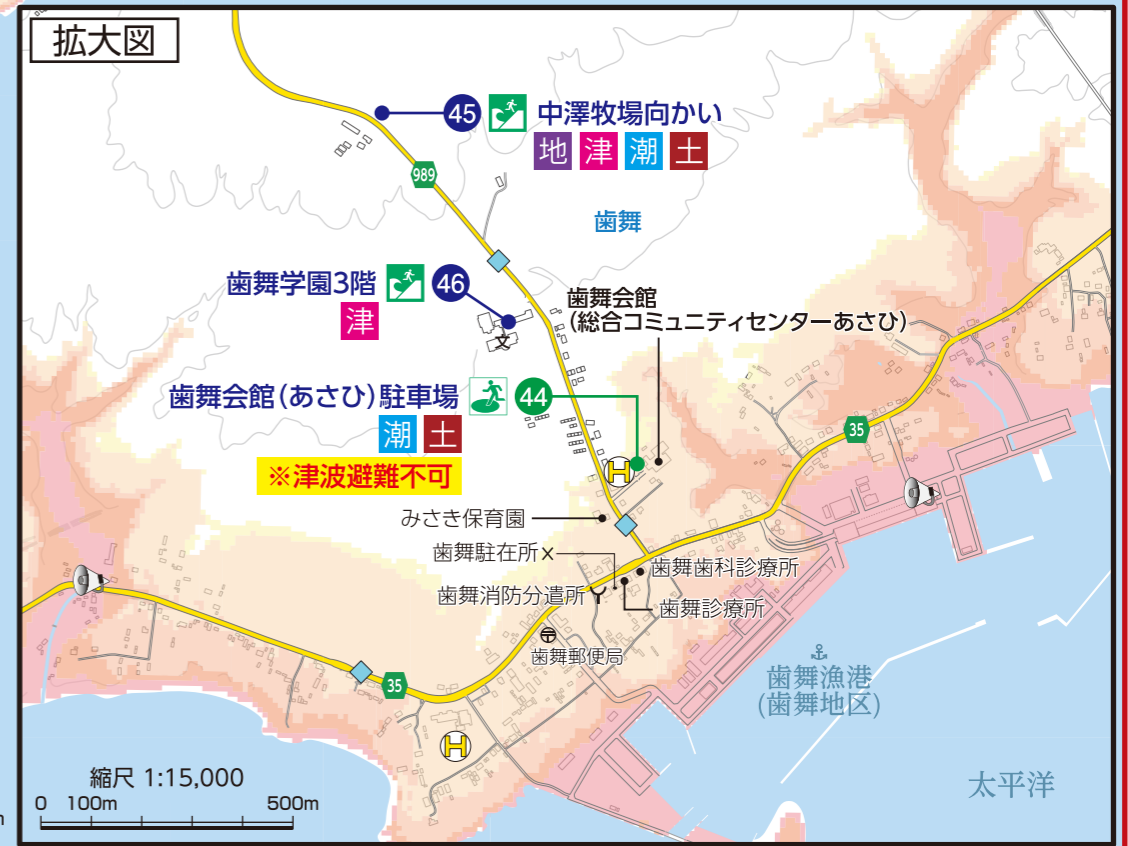 拡大図
45 中澤牧場向かい
地 津 潮 土
989
歯舞
歯舞学園3階 46
津
文
歯舞会館
(総合コミュニティセンターあさひ)
歯舞会館(あさひ)駐車場 44
潮 土
※津波避難不可
H
35
みさき保育園
歯舞駐在所
歯舞歯科診療所
歯舞消防分遣所
歯舞診療所
歯舞郵便局
35
歯舞漁港
(歯舞地区)
H
太平洋
縮尺 1:15,000
0 100m 500m
m